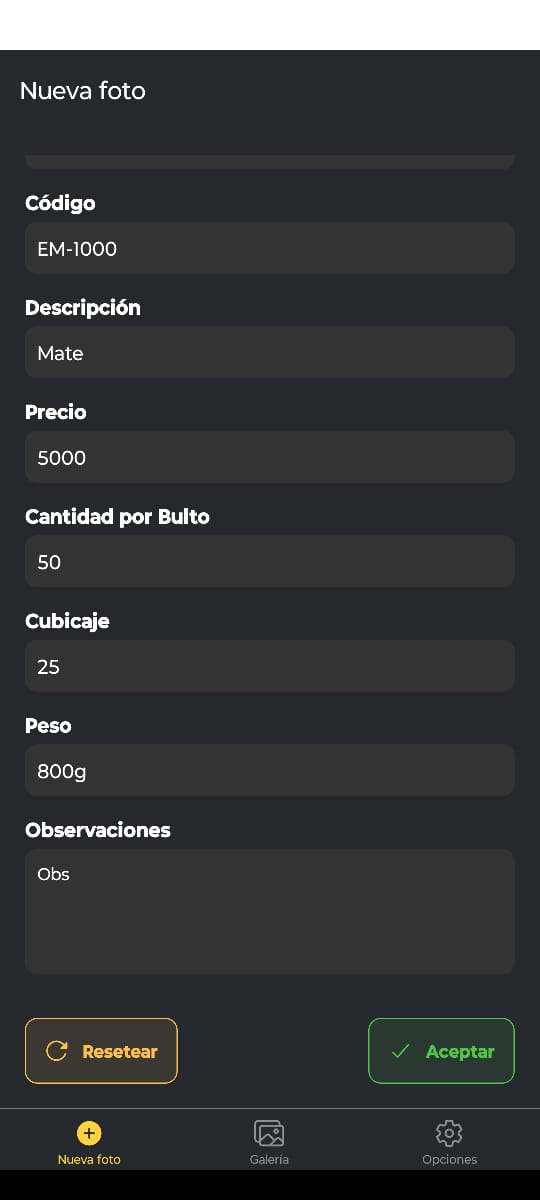 Nueva foto
Código
EM-1000
Descripción
Mate
Precio
5000
Cantidad por Bulto
50
Cubicaje
25
Peso
800g
Observaciones
Obs
Resetear
Aceptar
Nueva foto
Galería
Opciones